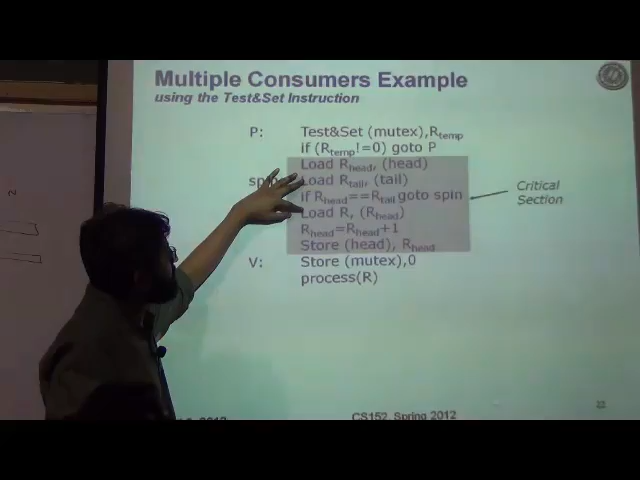 Multiple Consumers Example
using the Test&Set Instruction
P: Test&Set (mutex),Rtemp
if (Rtemp!=0) goto P
Load Rhead, (head)
Load Rtail, (tail)
if Rhead==Rtail goto spin
Load R, (Rhead)
Rhead=Rhead+1
Store (head), Rhead
V: Store (mutex),0
process(R)
Critical
Section
CS152, Spring 2012
2